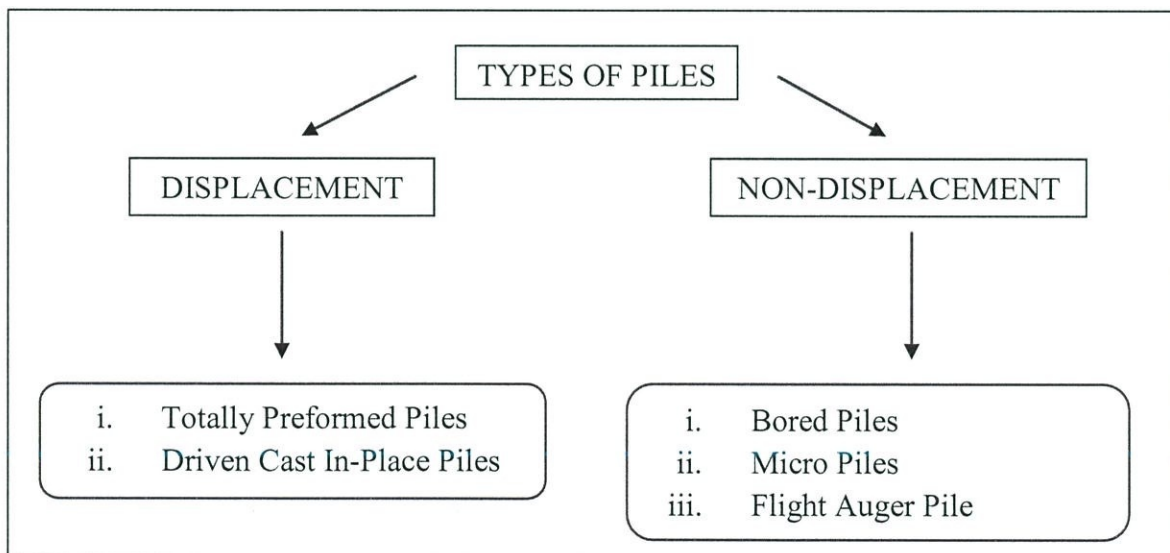 TYPES OF PILES
DISPLACEMENT
NON-DISPLACEMENT
i. Totally Preformed Piles
ii. Driven Cast In-Place Piles
i. Bored Piles
ii. Micro Piles
iii. Flight Auger Pile